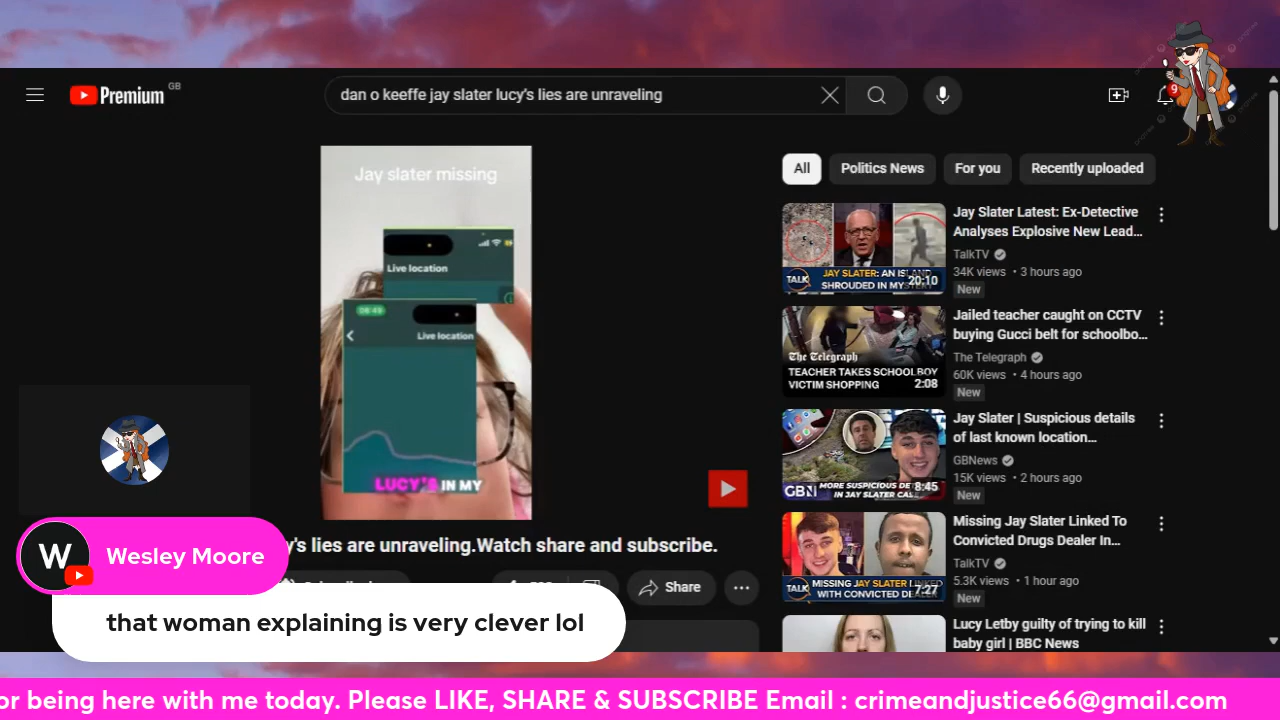 Premium
GB
dan o keeffe jay slater lucy's lies are unraveling
9
All
Politics News
For you
Recently uploaded
Jay slater missing
Live location
08:49
Live location
LUCY'S IN MY
Jay Slater Latest: Ex-Detective
Analyses Explosive New Lead...
TalkTV
34K views • 3 hours ago
New
TALK
JAY SLATER: AN ISLAND
SHROUDED IN MYSTERY
20:10
Jailed teacher caught on CCTV
buying Gucci belt for schoolbo...
The Telegraph
60K views • 4 hours ago
New
The Telegraph
TEACHER TAKES SCHOOLBOY
VICTIM SHOPPING
2:08
Jay Slater | Suspicious details
of last known location...
GBNews
15K views • 2 hours ago
New
GBN
MORE SUSPICIOUS DE
IN JAY SLATER CAS
8:45
Missing Jay Slater Linked To
Convicted Drugs Dealer In...
TalkTV
5.3K views • 1 hour ago
New
TALK
MISSING JAY SLATER LINKED
WITH CONVICTED DEALER
7:27
Lucy Letby guilty of trying to kill
baby girl | BBC News
y's lies are unraveling.Watch share and subscribe.
Share
W
Wesley Moore
that woman explaining is very clever lol
or being here with me today. Please LIKE, SHARE & SUBSCRIBE Email : crimeandjustice66@gmail.com